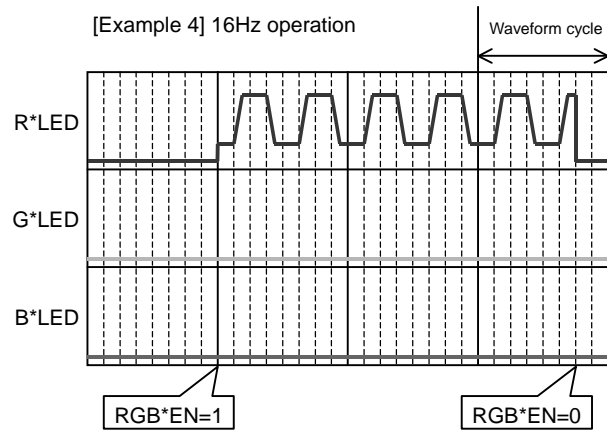 [Example 4] 16Hz operation
Waveform cycle
R*LED
G*LED
B*LED
RGB*EN=1
RGB*EN=0